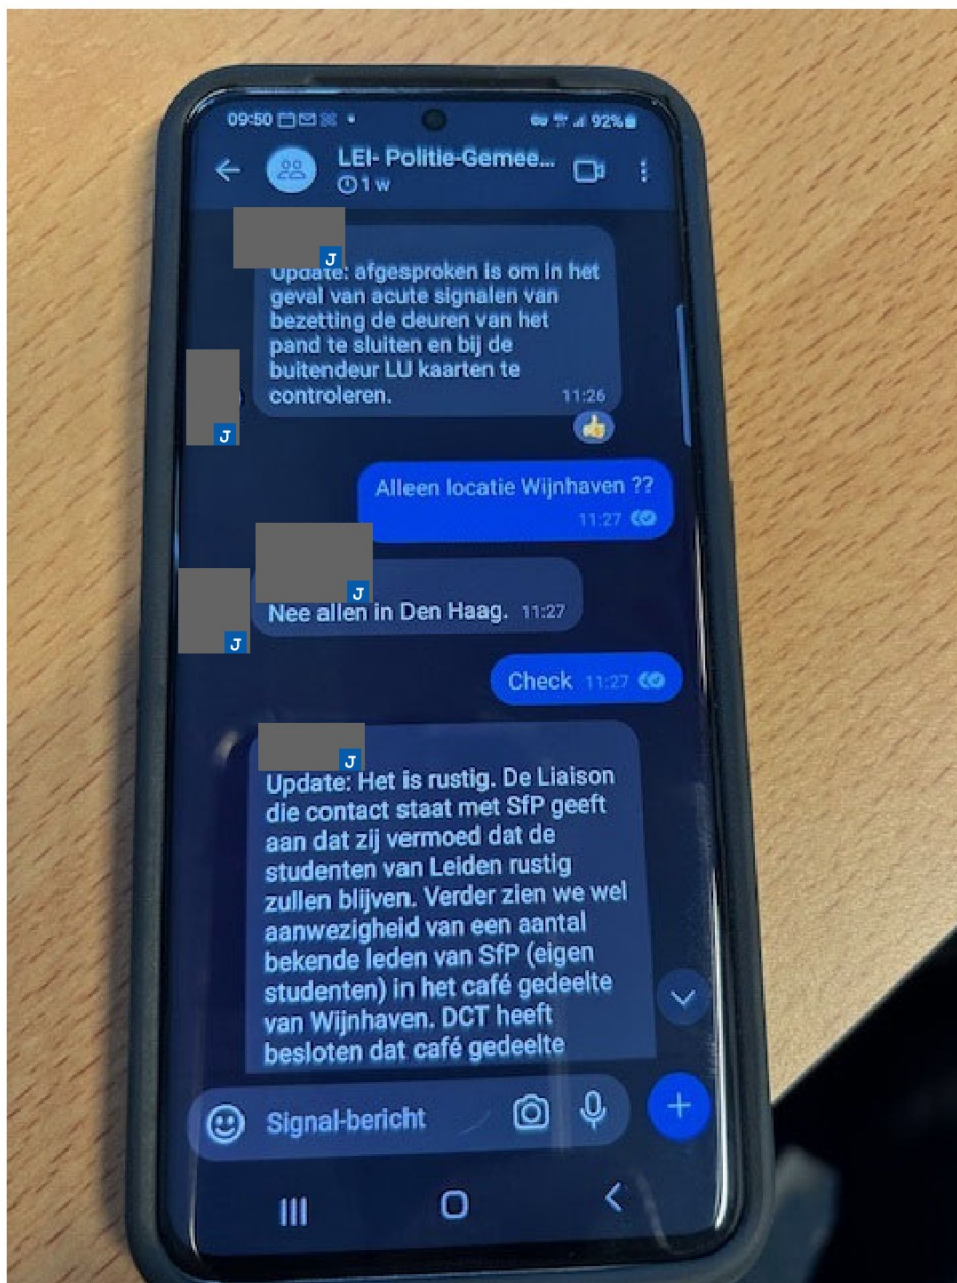 09:50
92%
LEI- Politie-Gemee...
1 w
J
Update: afgesproken is om in het
geval van acute signalen van
bezetting de deuren van het
pand te sluiten en bij de
buitendeur LU kaarten te
controleren.
11:26
J
Alleen locatie Wijnhaven ??
11:27
J
Nee allen in Den Haag. 11:27
J
Check 11:27
J
Update: Het is rustig. De Liaison
die contact staat met SfP geeft
aan dat zij vermoed dat de
studenten van Leiden rustig
zullen blijven. Verder zien we wel
aanwezigheid van een aantal
bekende leden van SfP (eigen
studenten) in het café gedeelte
van Wijnhaven. DCT heeft
besloten dat café gedeelte
Signal-bericht